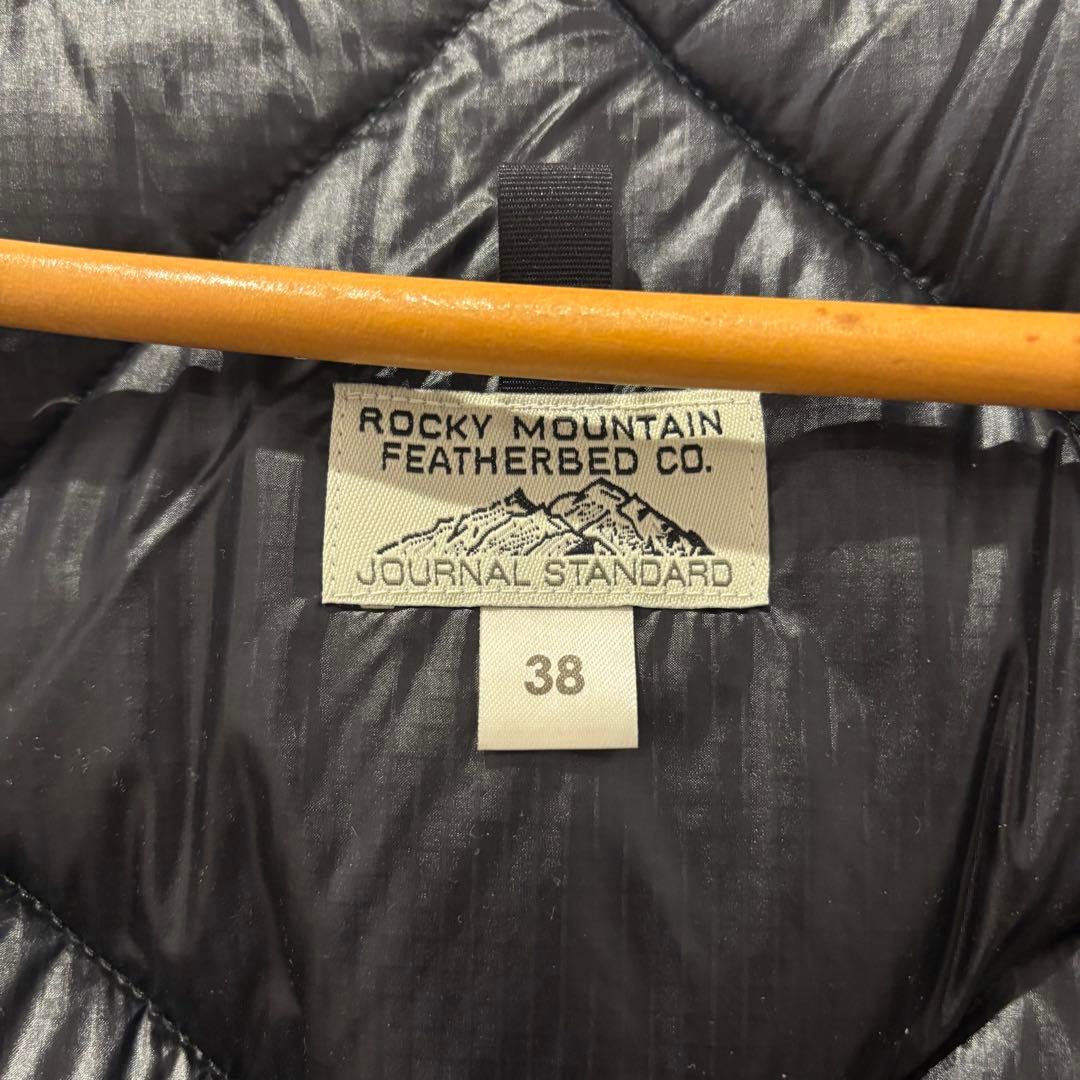 ROCKY MOUNTAIN
FEATHERBED CO.
JOURNAL STANDARD
38